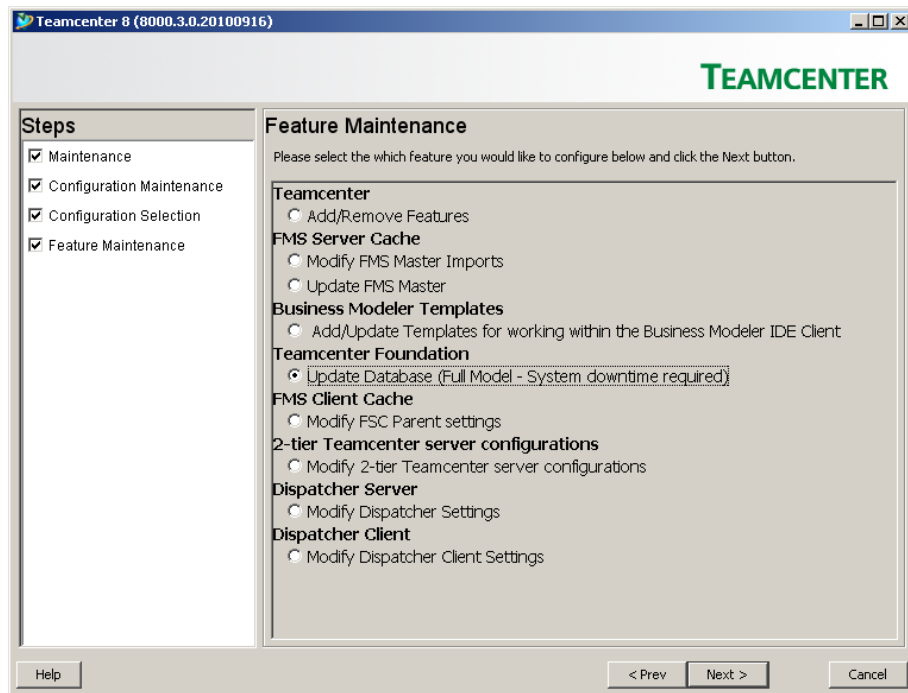 Teamcenter 8 (8000.3.0.20100916)
TEAMCENTER
Steps
Maintenance
Configuration Maintenance
Configuration Selection
Feature Maintenance
Feature Maintenance
Please select the which feature you would like to configure below and click the Next button.
Teamcenter
Add/Remove Features
FMS Server Cache
Modify FMS Master Imports
Update FMS Master
Business Modeler Templates
Add/Update Templates for working within the Business Modeler IDE Client
Teamcenter Foundation
Update Database (Full Model - System downtime required)
FMS Client Cache
Modify FSC Parent settings
2-tier Teamcenter server configurations
Modify 2-tier Teamcenter server configurations
Dispatcher Server
Modify Dispatcher Settings
Dispatcher Client
Modify Dispatcher Client Settings
Help
< Prev
Next >
Cancel